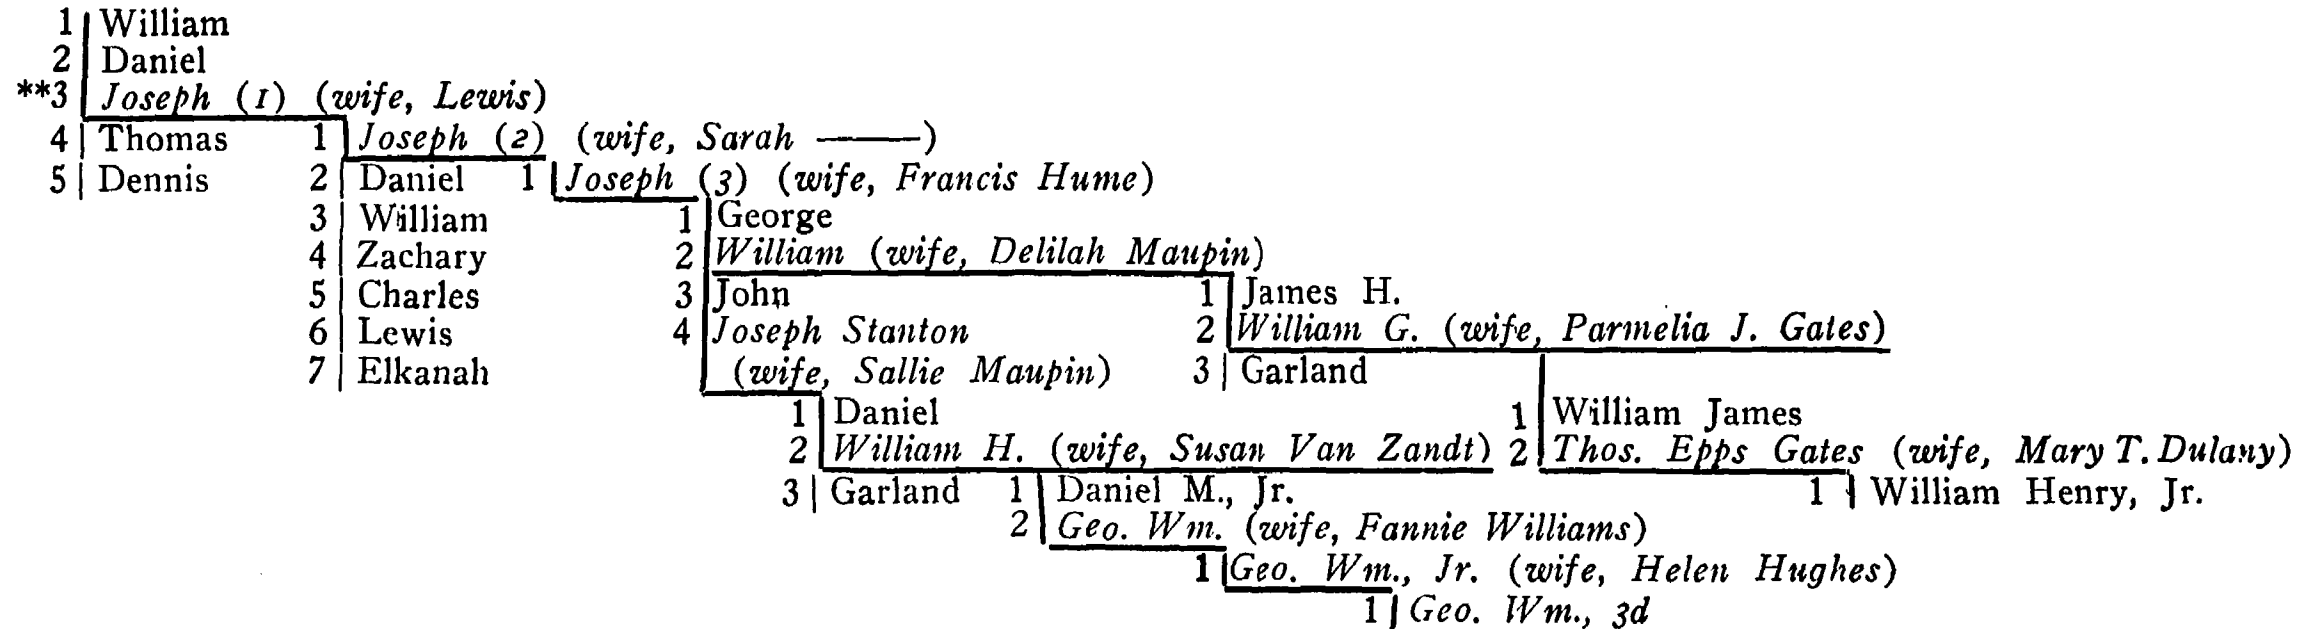 1 William
2 Daniel
**3 Joseph (1) (wife, Lewis)
4 Thomas 1 Joseph (2) (wife, Sarah ———)
5 Dennis 2 Daniel 1 Joseph (3) (wife, Francis Hume)
3 William 1 George
4 Zachary 2 William (wife, Delilah Maupin)
5 Charles 3 John 1 James H.
6 Lewis 4 Joseph Stanton 2 William G. (wife, Parmelia J. Gates)
7 Elkanah (wife, Sallie Maupin) 3 Garland
1 Daniel 1 William James
2 William H. (wife, Susan Van Zandt) 2 Thos. Epps Gates (wife, Mary T. Dulany)
3 Garland 1 Daniel M., Jr. 1 William Henry, Jr.
2 Geo. Wm. (wife, Fannie Williams)
1 Geo. Wm., Jr. (wife, Helen Hughes)
1 Geo. Wm., 3d